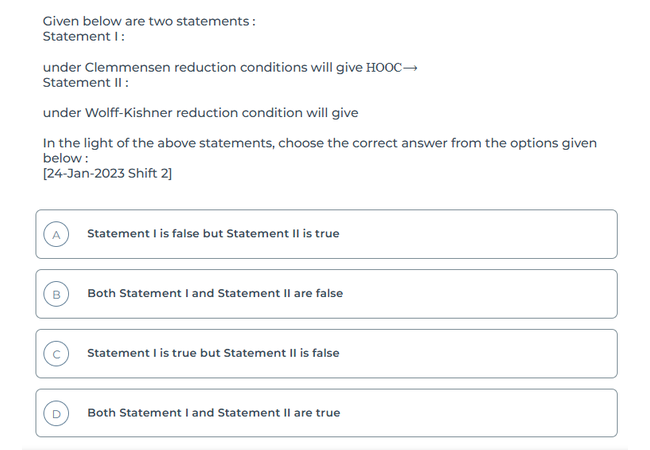 Given below are two statements :
Statement I :
under Clemmensen reduction conditions will give HOOC⟶
Statement II :
under Wolff-Kishner reduction condition will give
In the light of the above statements, choose the correct answer from the options given
below :
[24-Jan-2023 Shift 2]
A Statement I is false but Statement II is true
B Both Statement I and Statement II are false
C Statement I is true but Statement II is false
D Both Statement I and Statement II are true